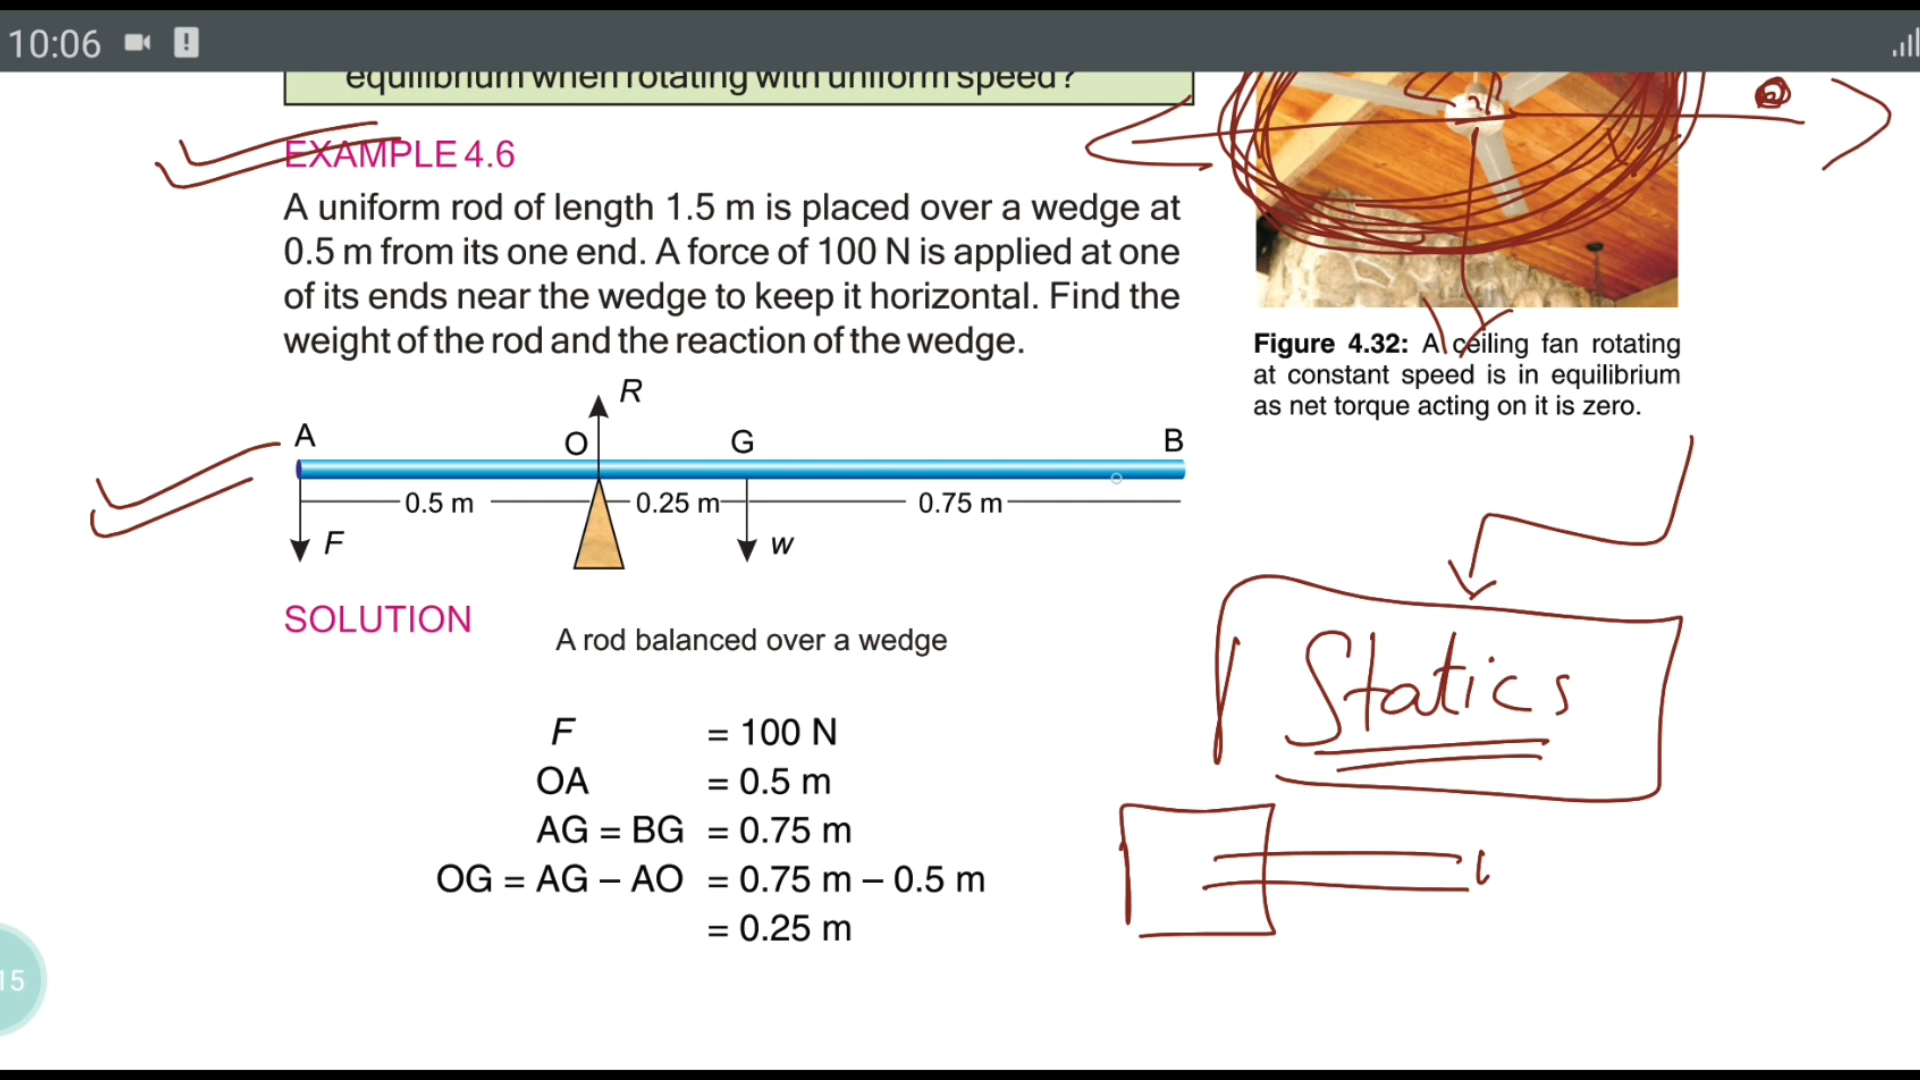 10:06
equilibrium when rotating with uniform speed?
EXAMPLE 4.6
A uniform rod of length 1.5 m is placed over a wedge at
0.5 m from its one end. A force of 100 N is applied at one
of its ends near the wedge to keep it horizontal. Find the
weight of the rod and the reaction of the wedge.
R
A O G B
0.5 m 0.25 m 0.75 m
F w
SOLUTION
A rod balanced over a wedge
F = 100 N
OA = 0.5 m
AG = BG = 0.75 m
OG = AG – AO = 0.75 m – 0.5 m
= 0.25 m
Figure 4.32: A ceiling fan rotating
at constant speed is in equilibrium
as net torque acting on it is zero.
Statics
15